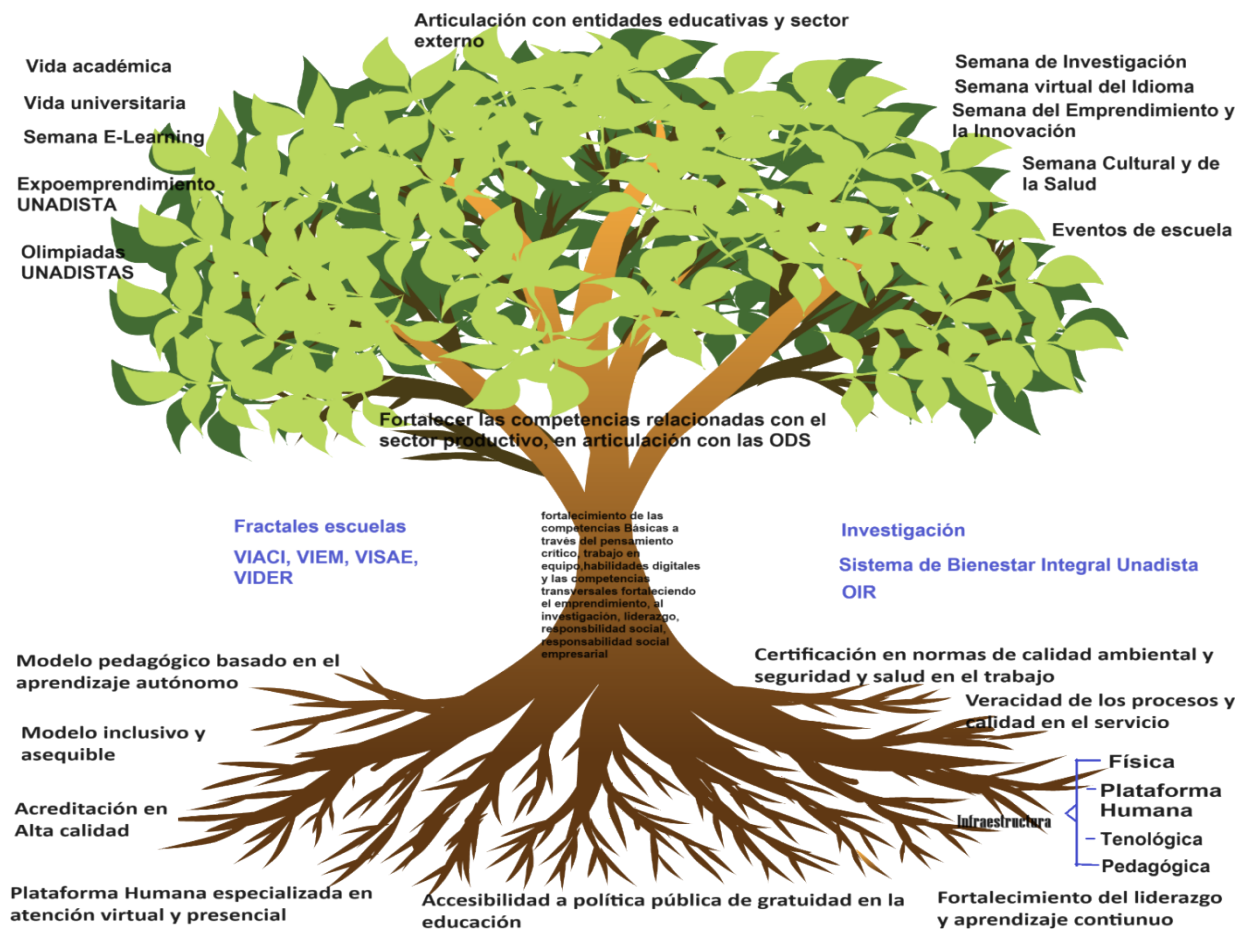 Articulación con entidades educativas y sector
externo
Vida académica
Vida universitaria
Semana E-Learning
Expoemprendimiento
UNADISTA
Olimpiadas
UNADISTAS
Semana de Investigación
Semana virtual del Idioma
Semana del Emprendimiento y
la Innovación
Semana Cultural y de
la Salud
Eventos de escuela
Fortalecer las competencias relacionadas con el
sector productivo, en articulación con las ODS
Fractales escuelas
VIACI, VIEM, VISAE,
VIDER
fortalecimiento de las
competencias Básicas a
través del pensamiento
crítico, trabajo en
equipo,habilidades digitales
y las competencias
transversales fortaleciendo
el emprendimiento, al
investigación, liderazgo,
responsbilidad social,
responsabilidad social
empresarial
Investigación
Sistema de Bienestar Integral Unadista
OIR
Modelo pedagógico basado en el
aprendizaje autónomo
Modelo inclusivo y
asequible
Acreditación en
Alta calidad
Plataforma Humana especializada en
atención virtual y presencial
Accesibilidad a política pública de gratuidad en la
educación
Certificación en normas de calidad ambiental y
seguridad y salud en el trabajo
Veracidad de los procesos y
calidad en el servicio
Infraestructura
Física
Plataforma
Humana
Tenológica
Pedagógica
Fortalecimiento del liderazgo
y aprendizaje contiunuo